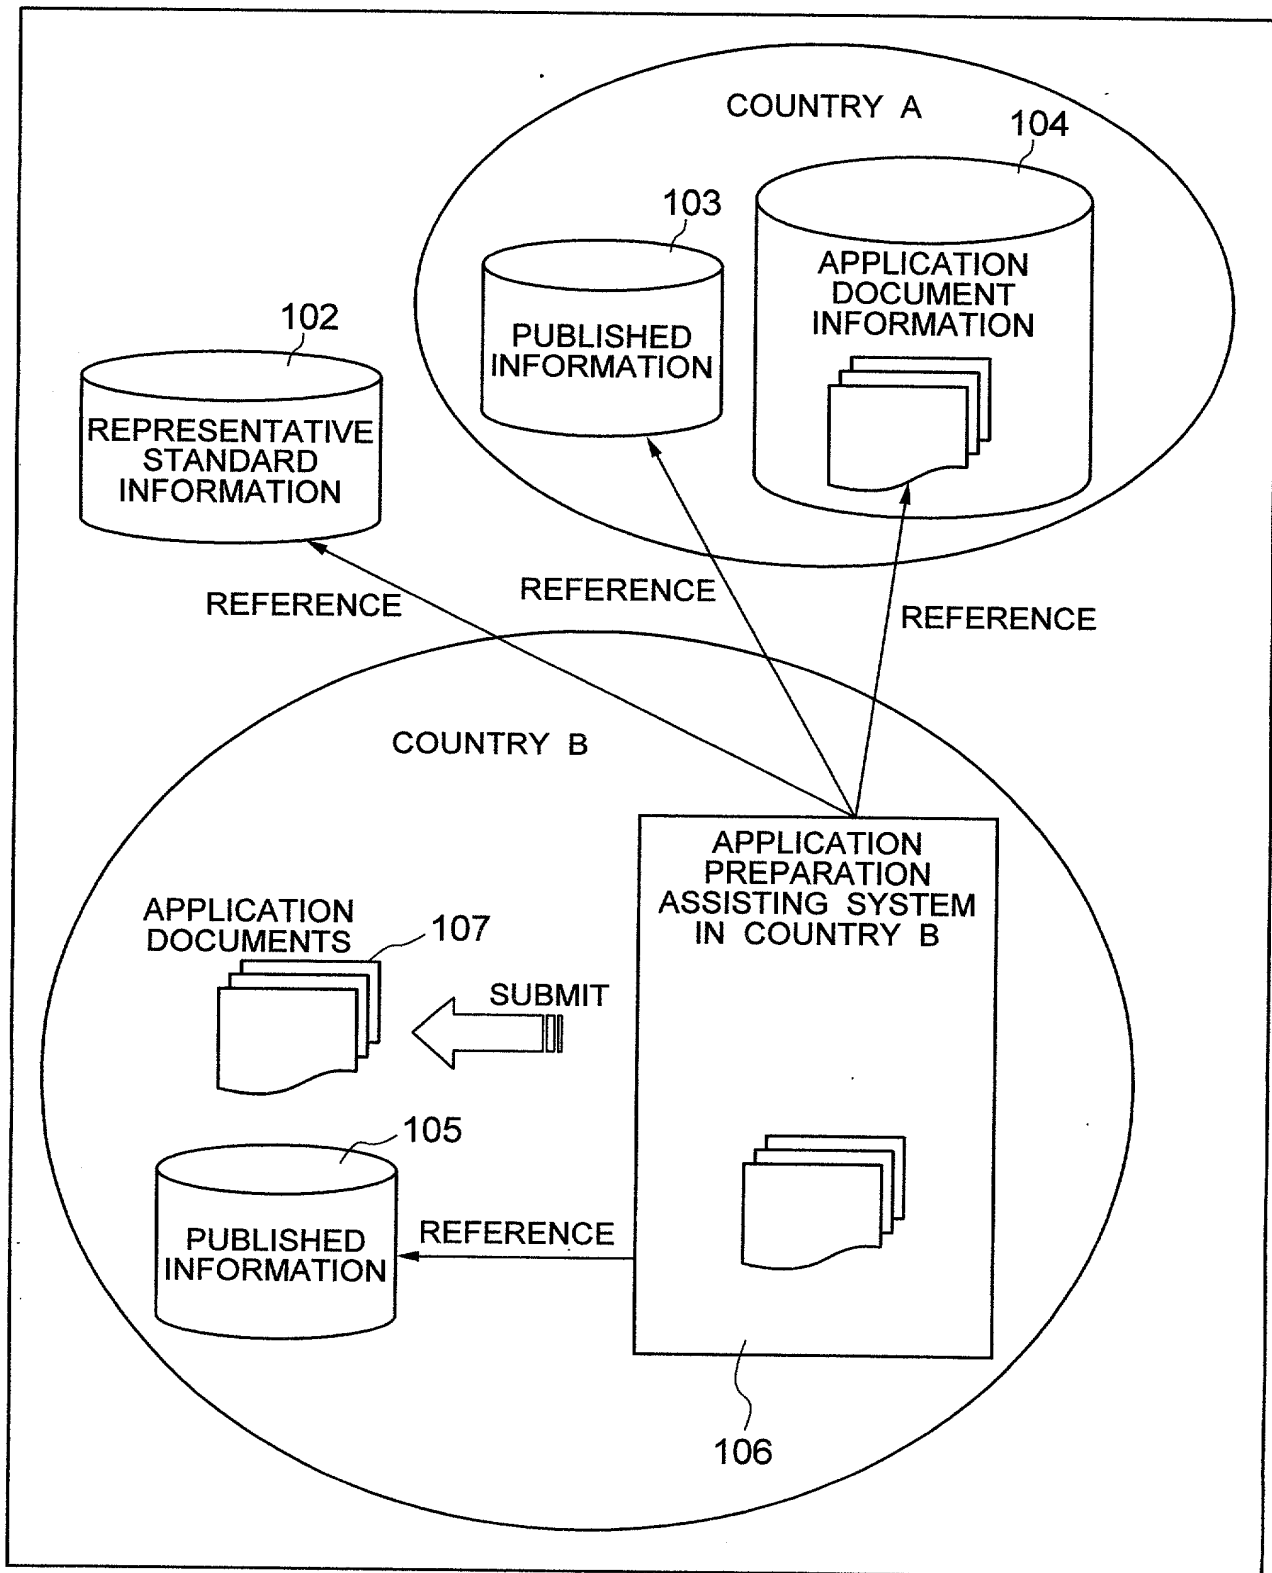 COUNTRY A
104
103
APPLICATION
DOCUMENT
INFORMATION
PUBLISHED
INFORMATION
102
REPRESENTATIVE
STANDARD
INFORMATION
REFERENCE
REFERENCE
REFERENCE
COUNTRY B
APPLICATION
PREPARATION
ASSISTING SYSTEM
IN COUNTRY B
APPLICATION
DOCUMENTS
107
SUBMIT
105
PUBLISHED
INFORMATION
REFERENCE
106